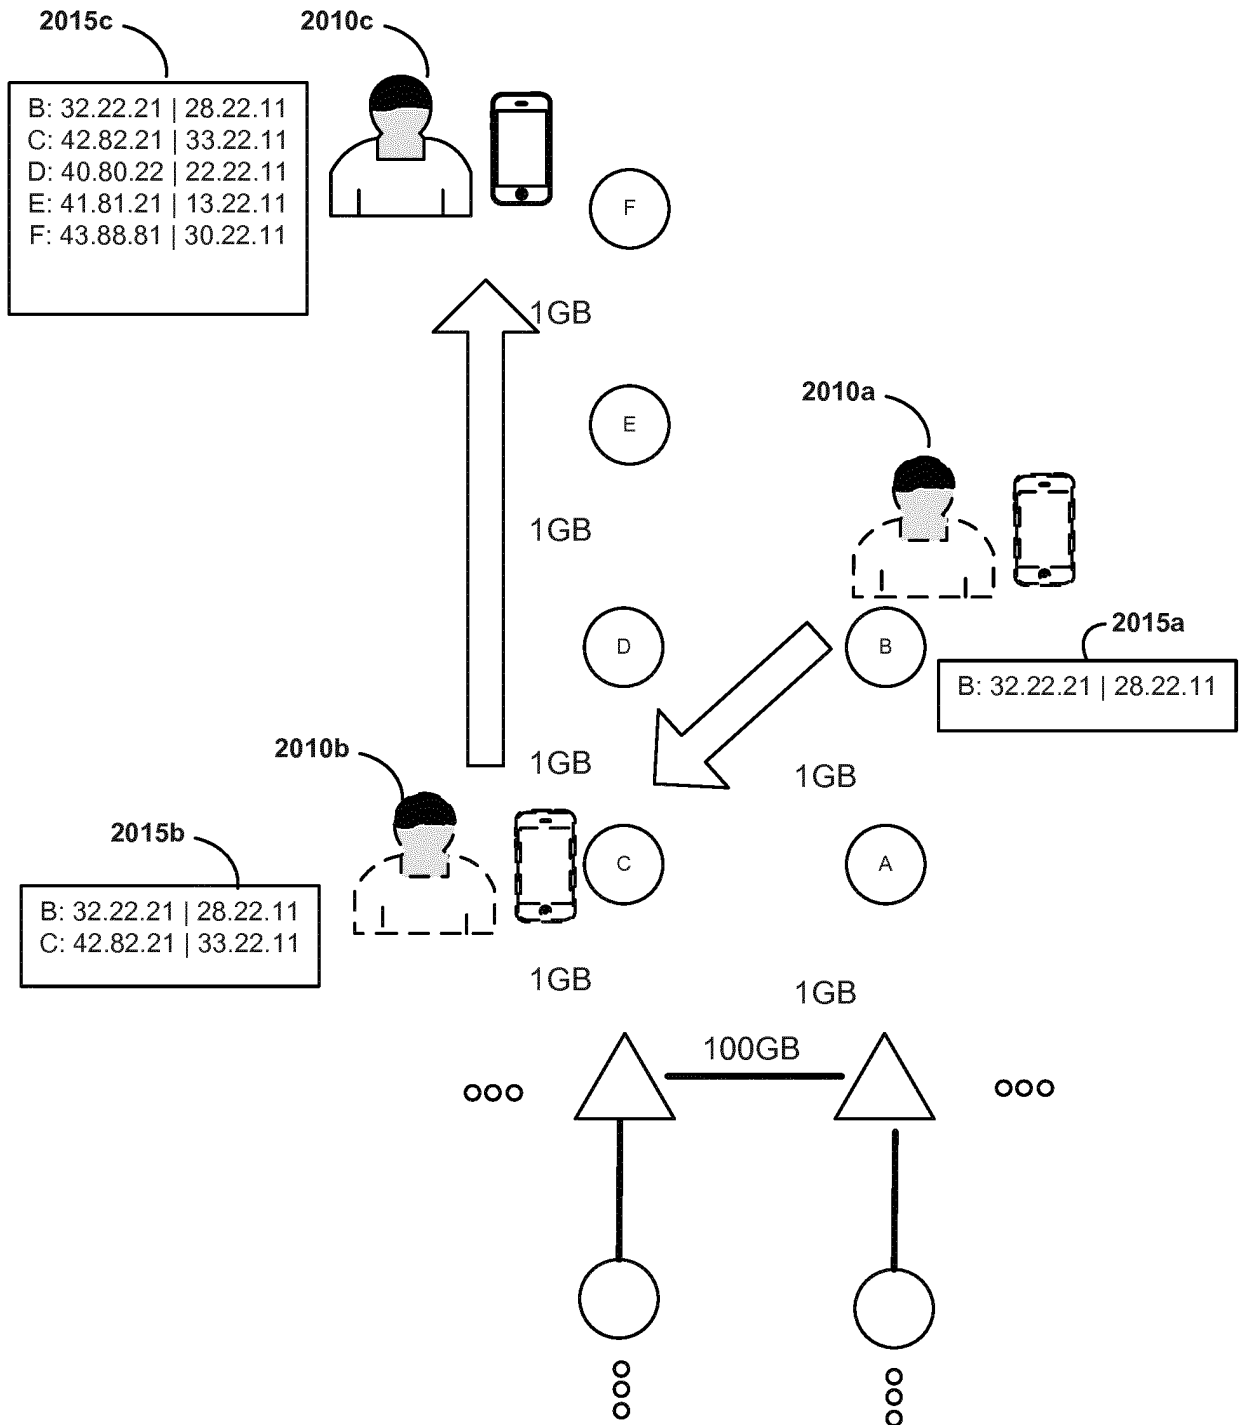 2015c
2010c
B: 32.22.21 | 28.22.11
C: 42.82.21 | 33.22.11
D: 40.80.22 | 22.22.11
E: 41.81.21 | 13.22.11
F: 43.88.81 | 30.22.11
F
1GB
2010a
E
1GB
2015a
D
B
B: 32.22.21 | 28.22.11
2010b
1GB
1GB
2015b
C
A
B: 32.22.21 | 28.22.11
C: 42.82.21 | 33.22.11
1GB
1GB
100GB